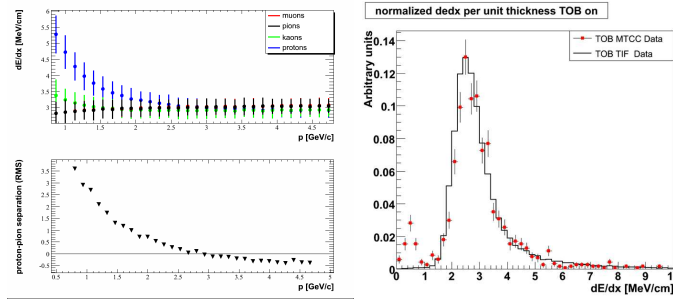 dE/dx [MeV/cm]
5.5
5
4.5
4
3.5
3
muons
pions
kaons
protons
1 1.5 2 2.5 3 3.5 4 4.5
p [GeV/c]
proton-pion separation (RMS)
3.5
3
2.5
2
1.5
1
0.5
0
-0.5
0.5 1 1.5 2 2.5 3 3.5 4 4.5 5
p [GeV/c]
normalized dedx per unit thickness TOB on
Arbitrary units
0.14
0.12
0.1
0.08
0.06
0.04
0.02
0
TOB MTCC Data
TOB TIF Data
0 1 2 3 4 5 6 7 8 9
dE/dx [MeV/cm]